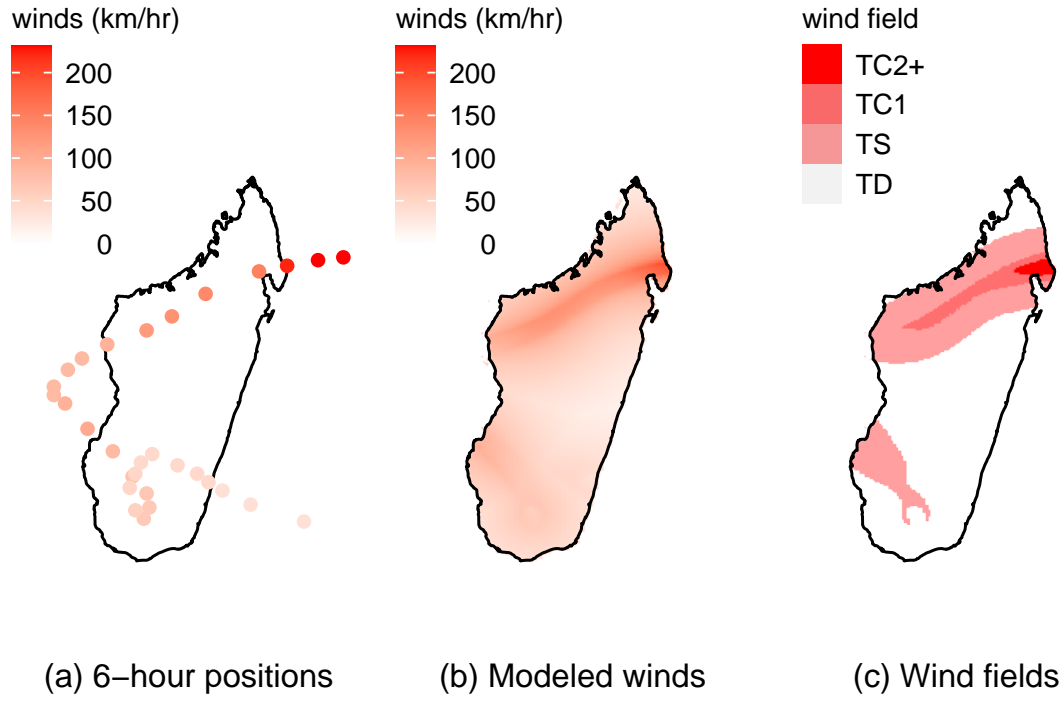 winds (km/hr)
200
150
100
50
0
winds (km/hr)
200
150
100
50
0
wind field
TC2+
TC1
TS
TD
(a) 6−hour positions
(b) Modeled winds
(c) Wind fields